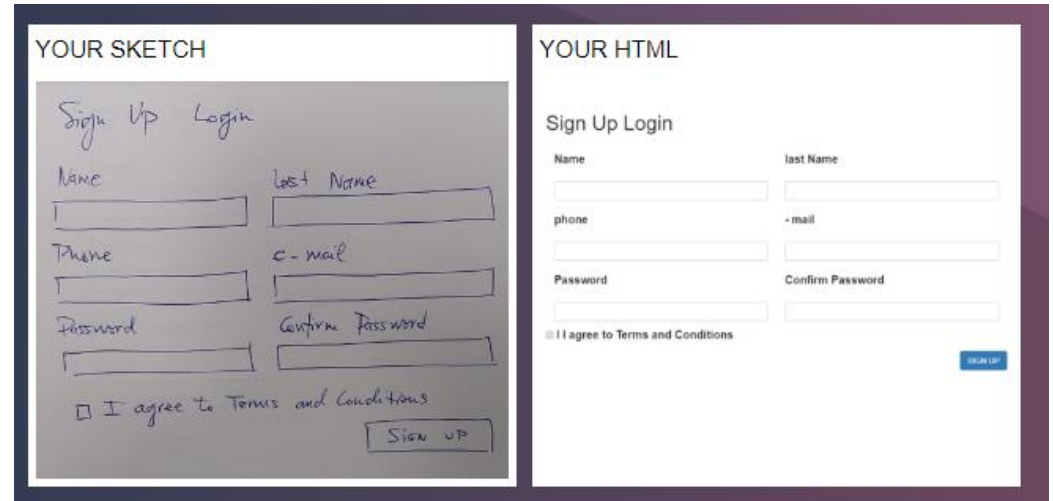 YOUR SKETCH
Sign Up Login
Name Last Name
Phone e-mail
Password Confirm Password
I agree to Terms and Conditions
SIGN UP
YOUR HTML
Sign Up Login
Name last Name
phone - mail
Password Confirm Password
I I agree to Terms and Conditions
SIGN UP